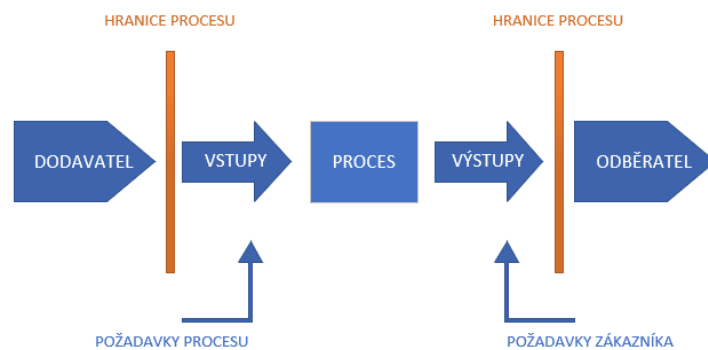 HRANICE PROCESU
HRANICE PROCESU
DODAVATEL
VSTUPY
PROCES
VÝSTUPY
ODBĚRATEL
POŽADAVKY PROCESU
POŽADAVKY ZÁKAZNÍKA